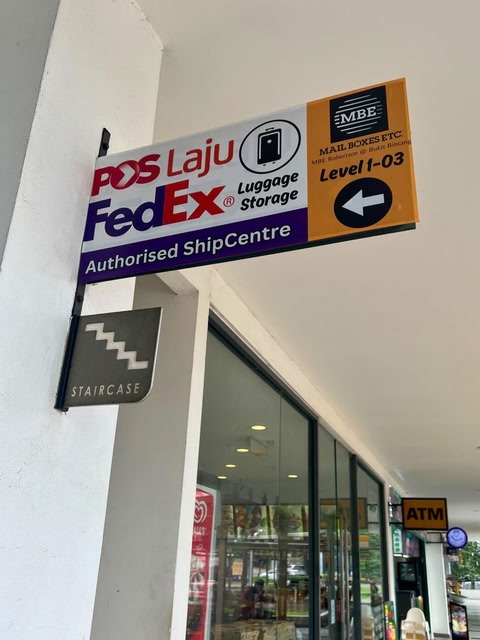 POS Laju
FedEx®
Luggage
Storage
Authorised ShipCentre
MBE
MAIL BOXES ETC.
MBE Robertson @ Bukit Bintang
Level 1-03
STAIRCASE
ATM